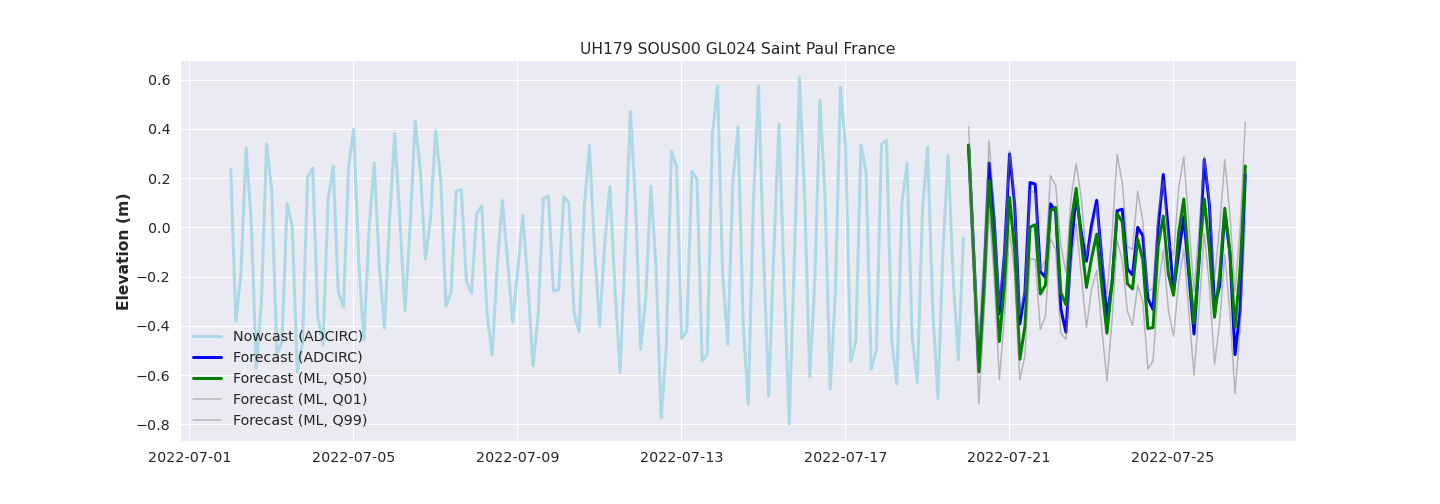 UH179 SOUS00 GL024 Saint Paul France
Elevation (m)
0.6
0.4
0.2
0.0
−0.2
−0.4
−0.6
−0.8
Nowcast (ADCIRC)
Forecast (ADCIRC)
Forecast (ML, Q50)
Forecast (ML, Q01)
Forecast (ML, Q99)
2022-07-01 2022-07-05 2022-07-09 2022-07-13 2022-07-17 2022-07-21 2022-07-25